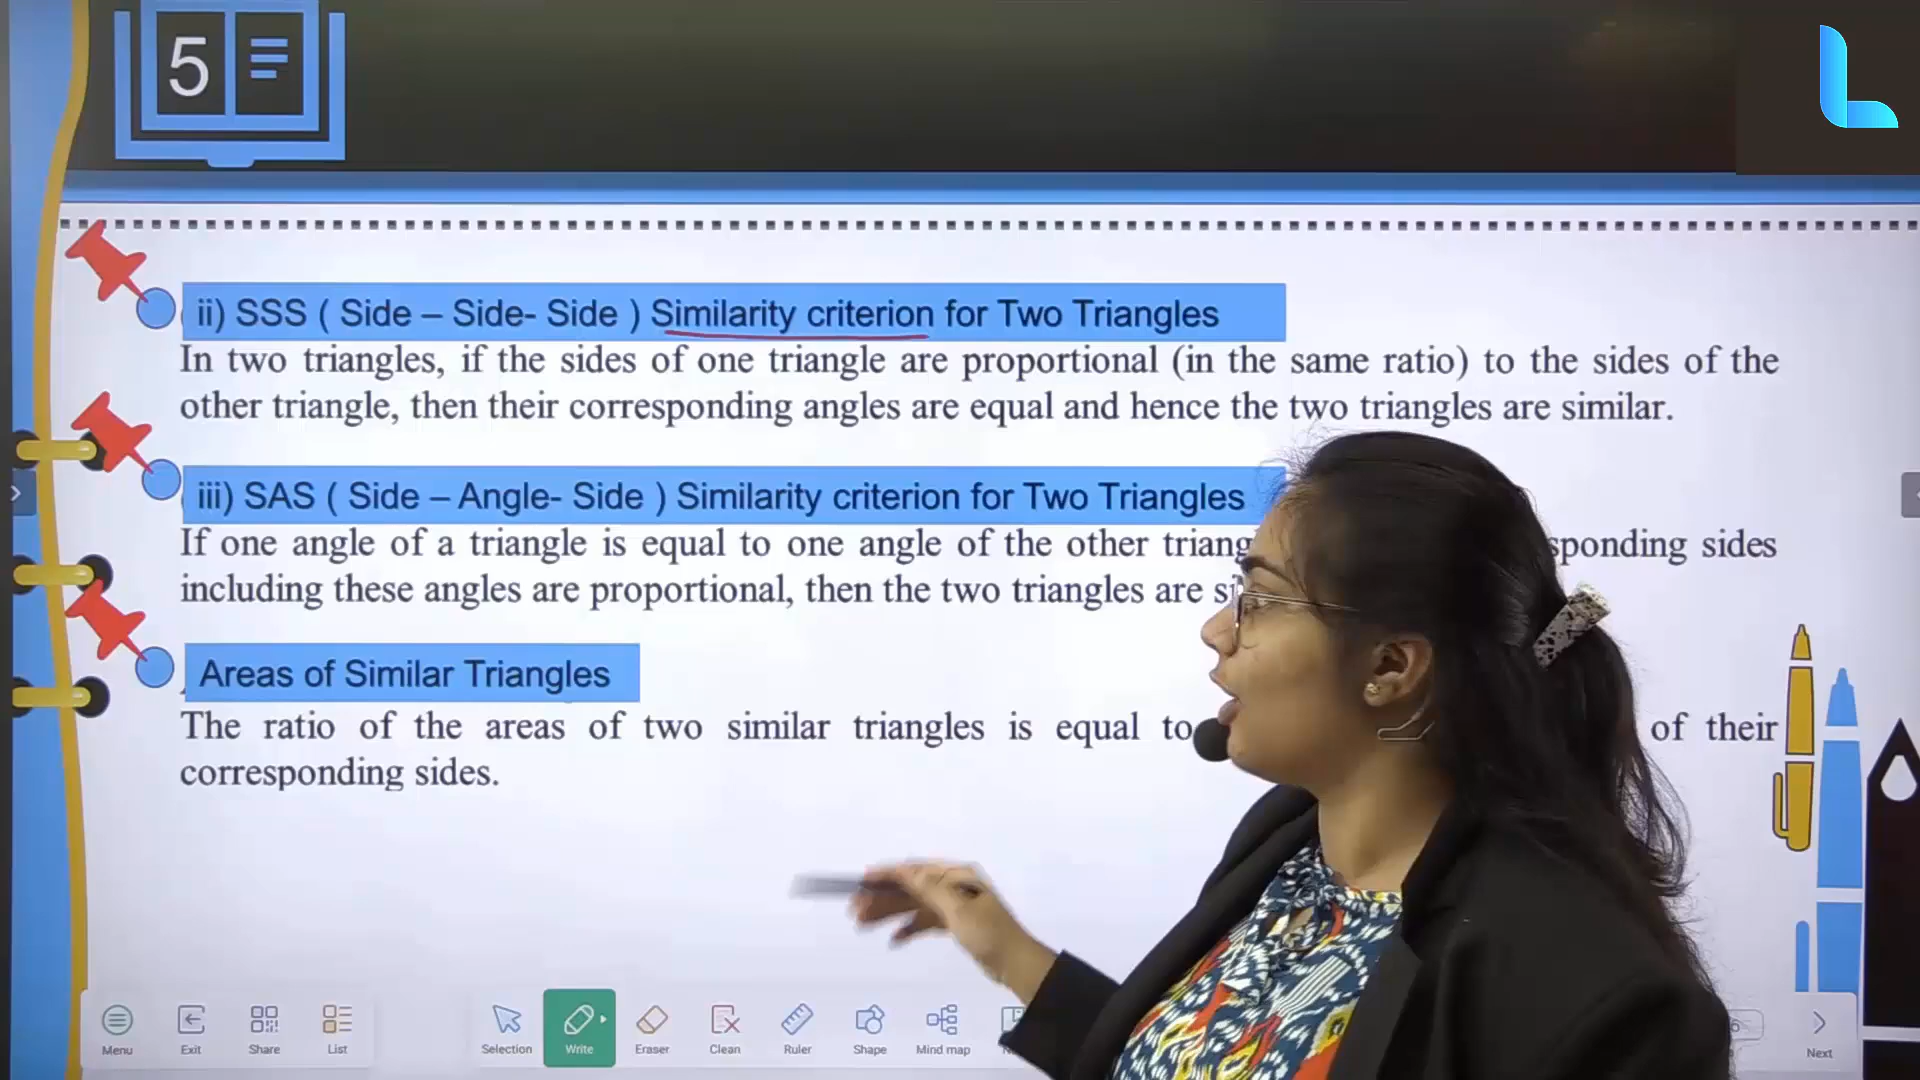 5
ii) SSS ( Side – Side- Side ) Similarity criterion for Two Triangles
In two triangles, if the sides of one triangle are proportional (in the same ratio) to the sides of the
other triangle, then their corresponding angles are equal and hence the two triangles are similar.
iii) SAS ( Side – Angle- Side ) Similarity criterion for Two Triangles
If one angle of a triangle is equal to one angle of the other sides
including these angles are proportional, then the two triangles are
Areas of Similar Triangles
The ratio of the areas of two similar triangles is equal to of their
corresponding sides.
Menu Exit Share List Selection Write Eraser Clean Ruler Shape Mind map Next